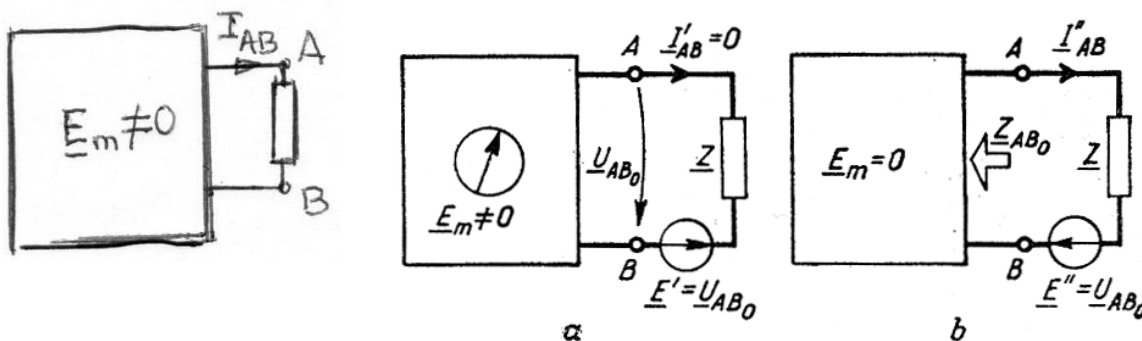 I_AB
A
E_m≠0
B
A
I'_AB=0
U_AB₀
Z
E_m≠0
B
E'=U_AB₀
a
A
I''_AB
E_m=0
Z_AB₀
Z
B
E''=U_AB₀
b